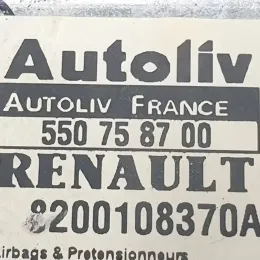 Autoliv
AUTOLIV FRANCE
550 75 87 00
RENAULT
8200108370A
Airbags & Pretensionneurs